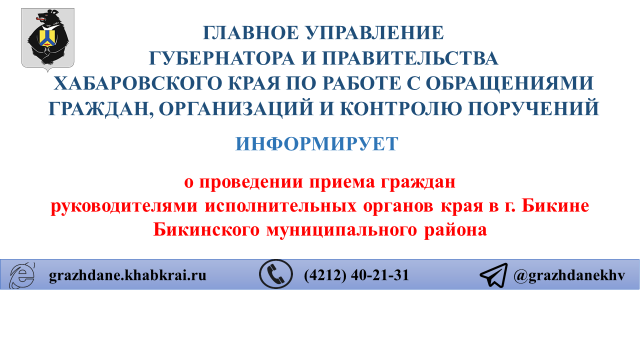 ГЛАВНОЕ УПРАВЛЕНИЕ
ГУБЕРНАТОРА И ПРАВИТЕЛЬСТВА
ХАБАРОВСКОГО КРАЯ ПО РАБОТЕ С ОБРАЩЕНИЯМИ
ГРАЖДАН, ОРГАНИЗАЦИЙ И КОНТРОЛЮ ПОРУЧЕНИЙ
ИНФОРМИРУЕТ
о проведении приема граждан
руководителями исполнительных органов края в г. Бикине
Бикинского муниципального района
grazhdane.khabkrai.ru (4212) 40-21-31 @grazhdanekhv